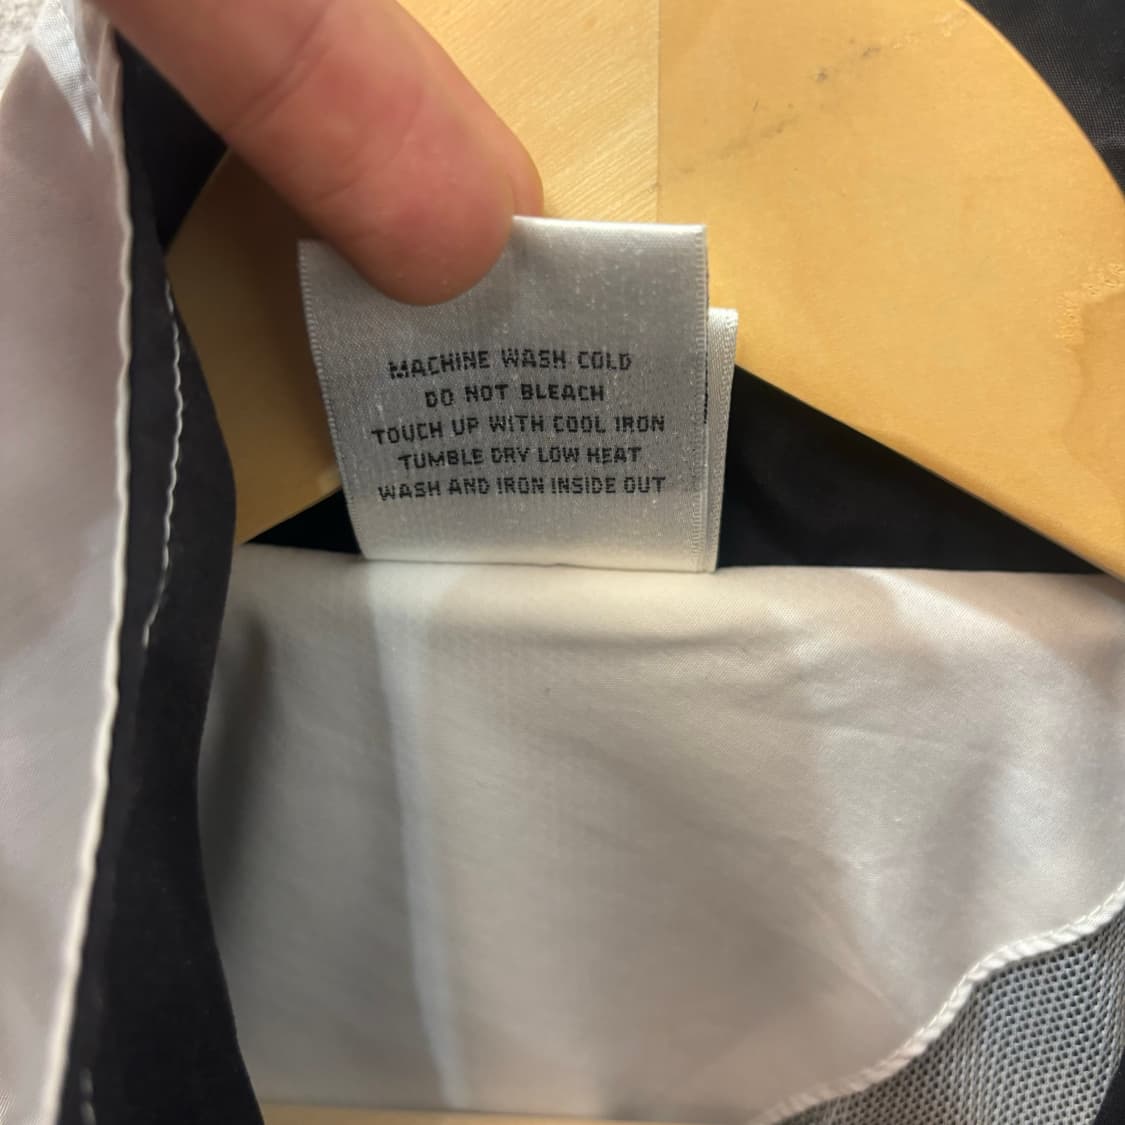 MACHINE WASH COLD
DO NOT BLEACH
TOUCH UP WITH COOL IRON
TUMBLE DRY LOW HEAT
WASH AND IRON INSIDE OUT